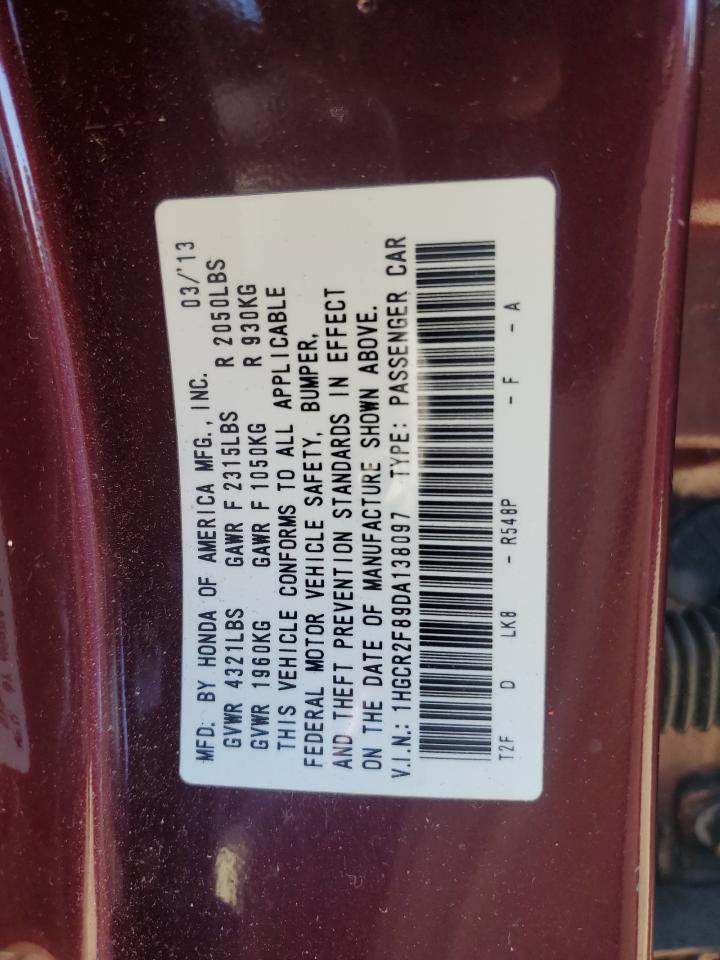 MFD. BY HONDA OF AMERICA MFG., INC. 03/'13
GVWR 4321LBS GAWR F 2315LBS R 2050LBS
GVWR 1960KG GAWR F 1050KG R 930KG
THIS VEHICLE CONFORMS TO ALL APPLICABLE
FEDERAL MOTOR VEHICLE SAFETY, BUMPER,
AND THEFT PREVENTION STANDARDS IN EFFECT
ON THE DATE OF MANUFACTURE SHOWN ABOVE.
V.I.N.: 1HGCR2F89DA138097 TYPE: PASSENGER CAR
T2F D LK8 - R548P - F - A